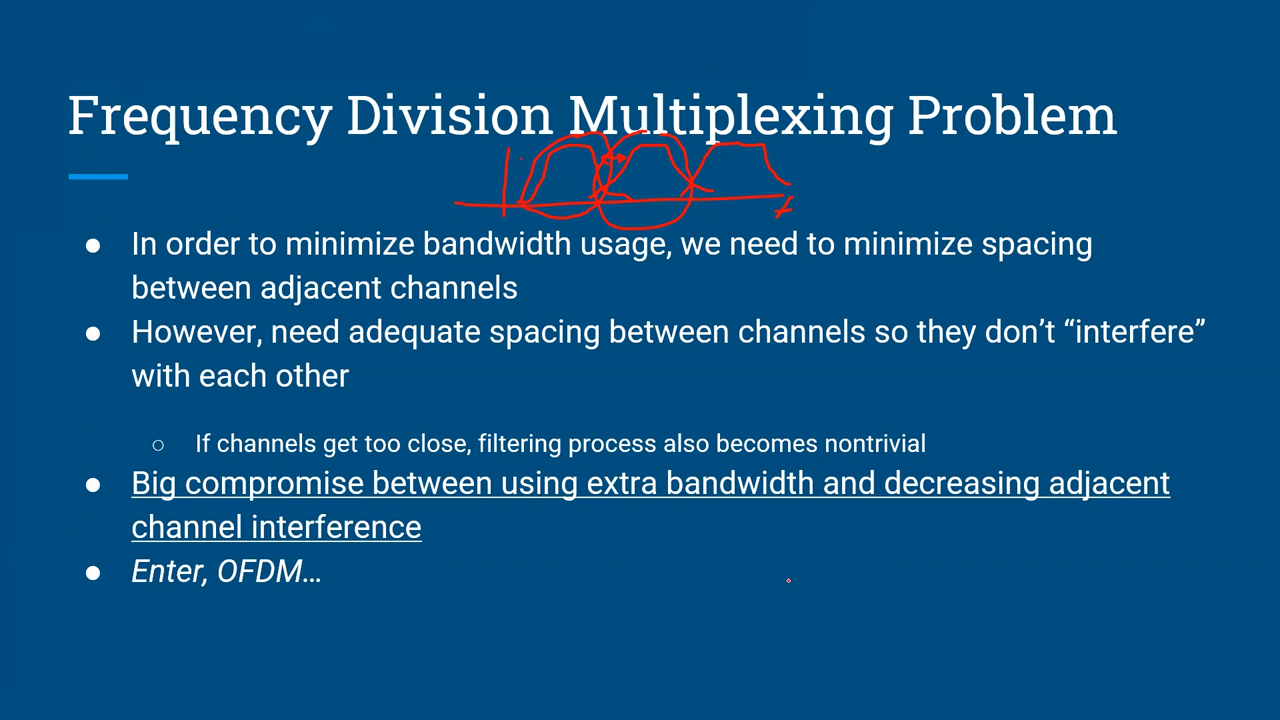 Frequency Division Multiplexing Problem
● In order to minimize bandwidth usage, we need to minimize spacing
between adjacent channels
● However, need adequate spacing between channels so they don’t “interfere”
with each other
○ If channels get too close, filtering process also becomes nontrivial
● Big compromise between using extra bandwidth and decreasing adjacent
channel interference
● Enter, OFDM...